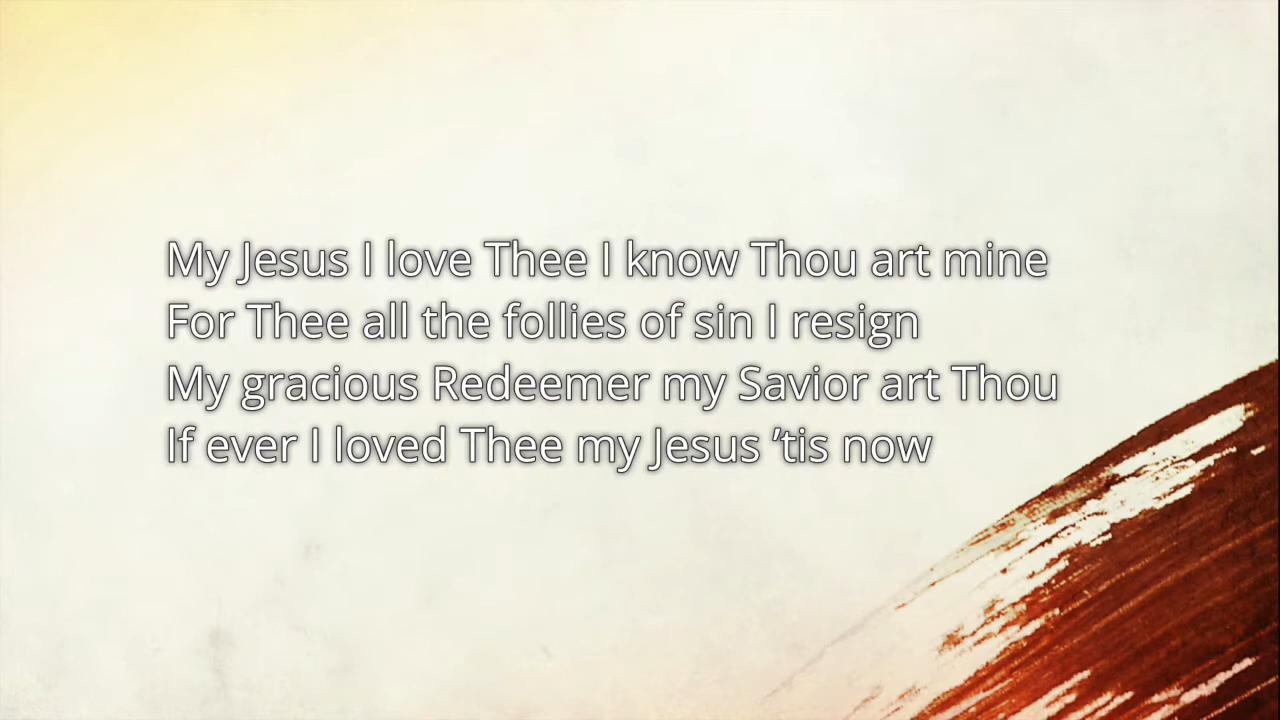 My Jesus I love Thee I know Thou art mine
For Thee all the follies of sin I resign
My gracious Redeemer my Savior art Thou
If ever I loved Thee my Jesus ’tis now